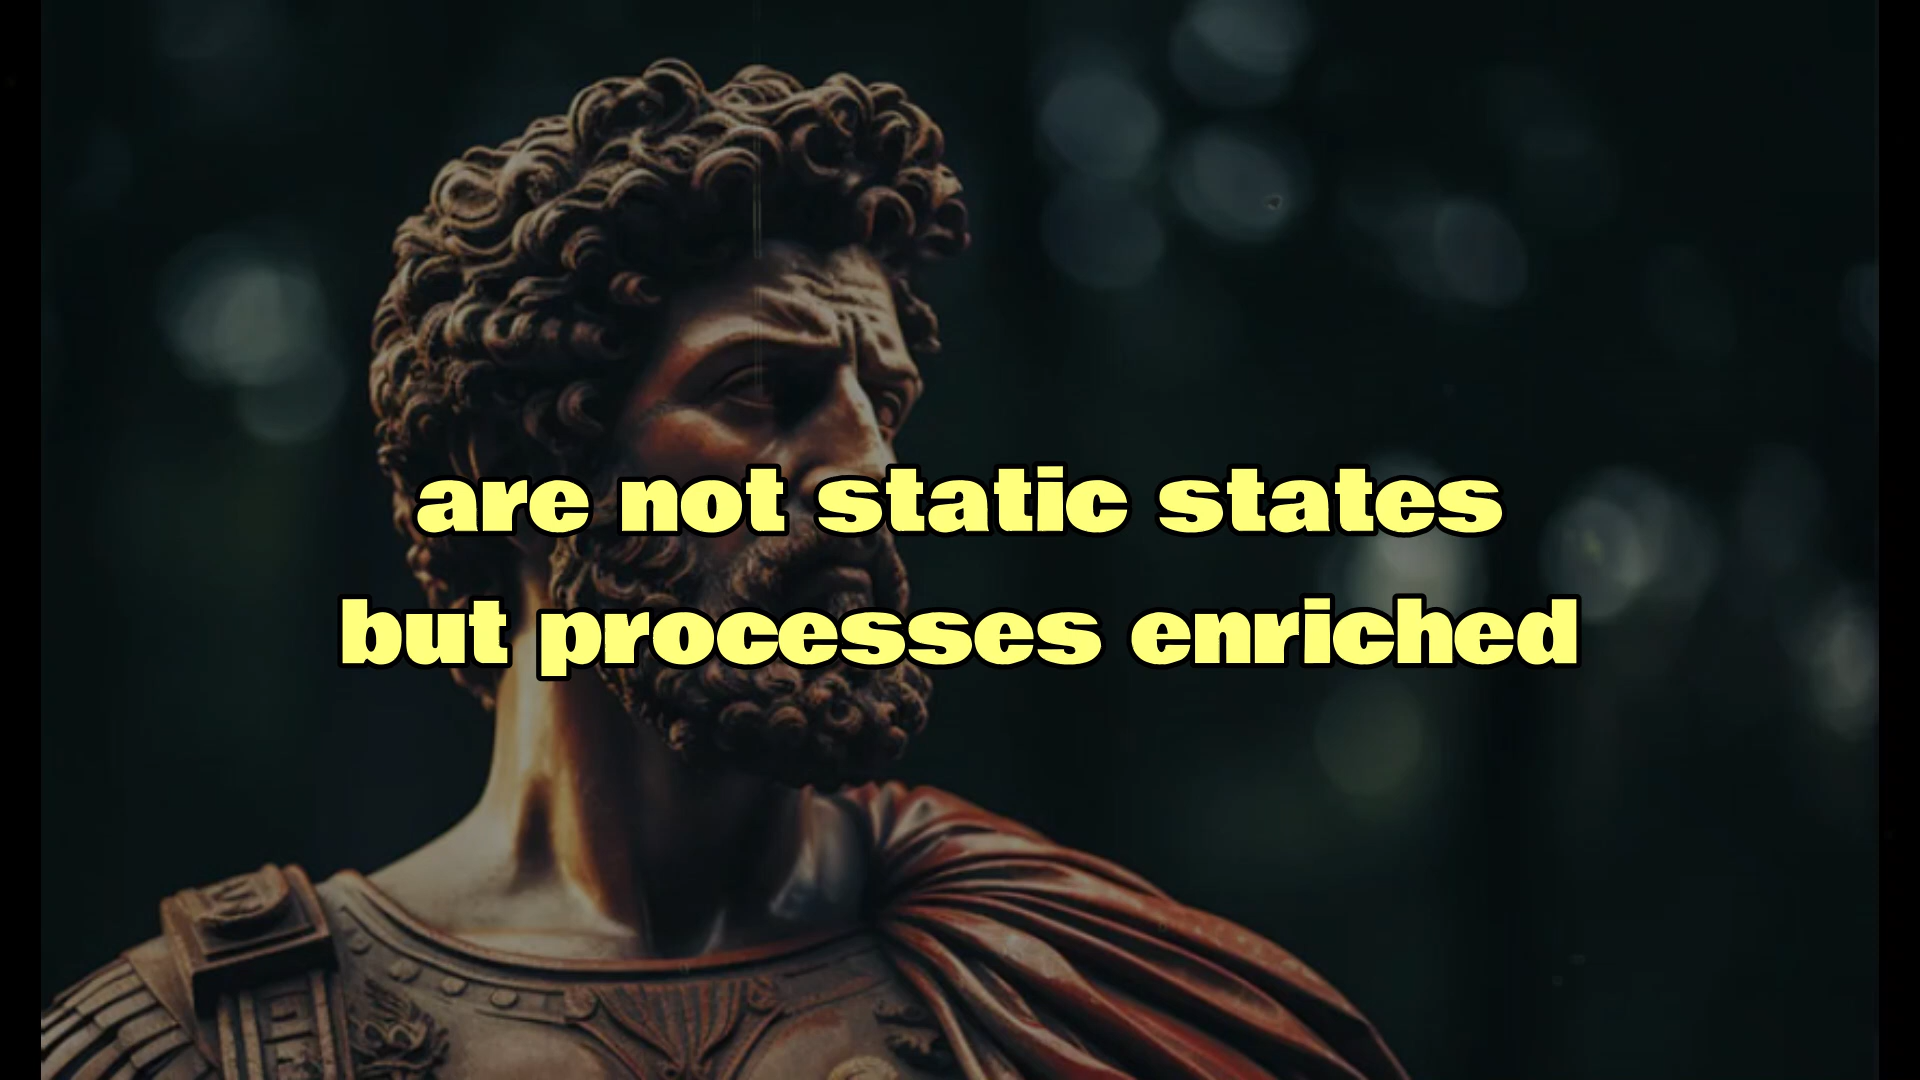 are not static states
but processes enriched